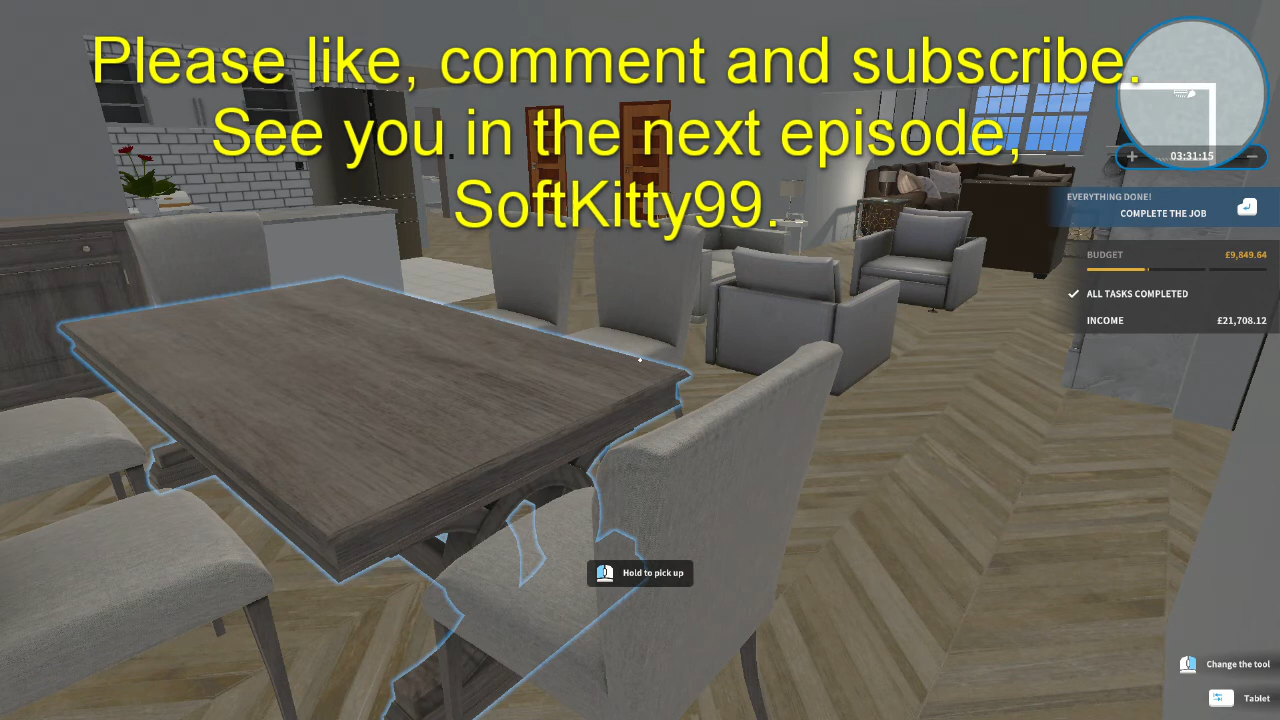 Please like, comment and subscribe.
See you in the next episode,
SoftKitty99.
03:31:15
EVERYTHING DONE!
COMPLETE THE JOB
BUDGET £9,849.64
ALL TASKS COMPLETED
INCOME £21,708.12
Hold to pick up
Change the tool
Tablet